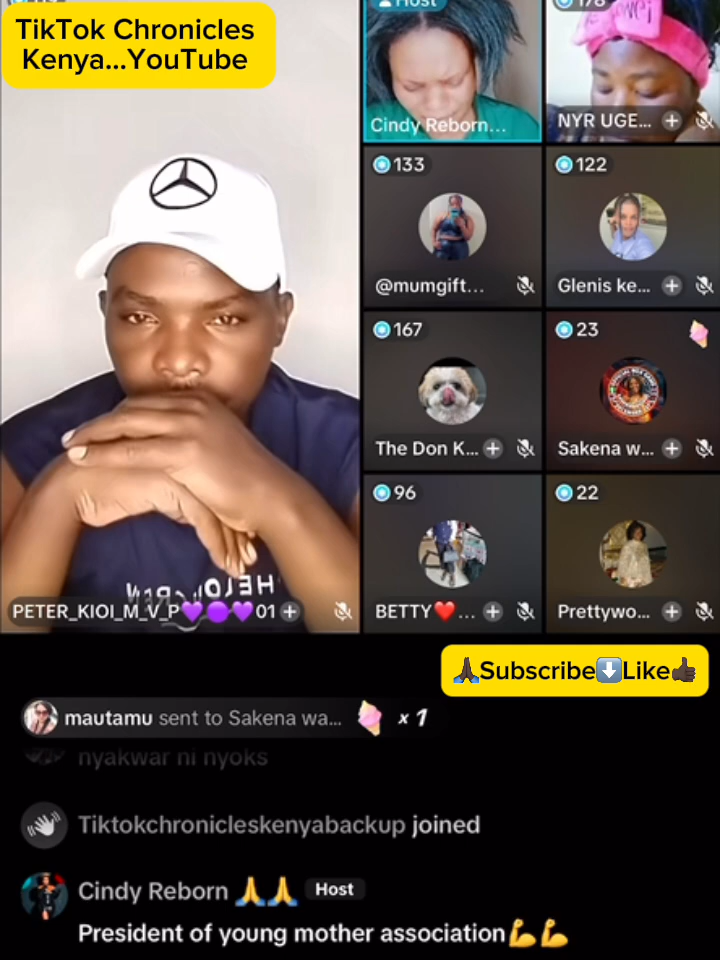 TikTok Chronicles
Kenya...YouTube
Host
Cindy Reborn...
178
NYR UGE...
133
@mumgift...
122
Glenis ke...
167
The Don K...
23
Sakena w...
96
BETTY❤️...
22
Prettywo...
PETER_KIOI_M_V_P💜🟣💜01
🙏🏿Subscribe⬇️Like👍🏿
mautamu sent to Sakena wa... x 1
nyakwar ni nyoks
Tiktokchronicleskenyabackup joined
Cindy Reborn 🙏🙏 Host
President of young mother association💪💪